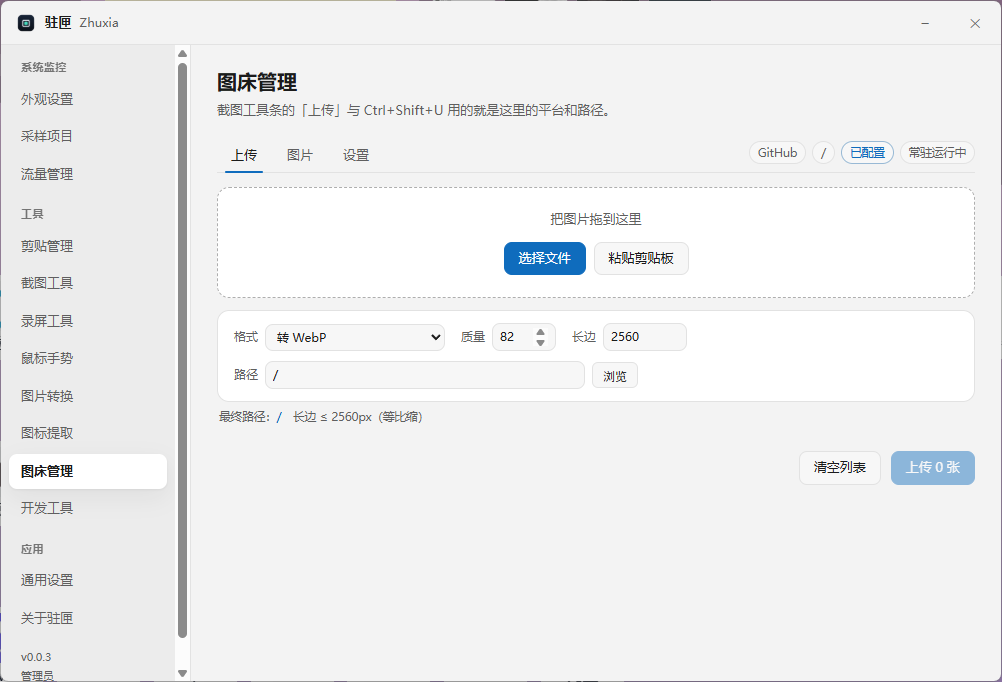 驻匣 Zhuxia
系统监控
外观设置
采样项目
流量管理
工具
剪贴管理
截图工具
录屏工具
鼠标手势
图片转换
图标提取
图床管理
开发工具
应用
通用设置
关于驻匣
v0.0.3
管理员
图床管理
截图工具条的「上传」与 Ctrl+Shift+U 用的就是这里的平台和路径。
上传 图片 设置 GitHub / 已配置 常驻运行中
把图片拖到这里
选择文件 粘贴剪贴板
格式 转 WebP 质量 82 长边 2560
路径 / 浏览
最终路径: / 长边 ≤ 2560px (等比缩)
清空列表 上传 0 张